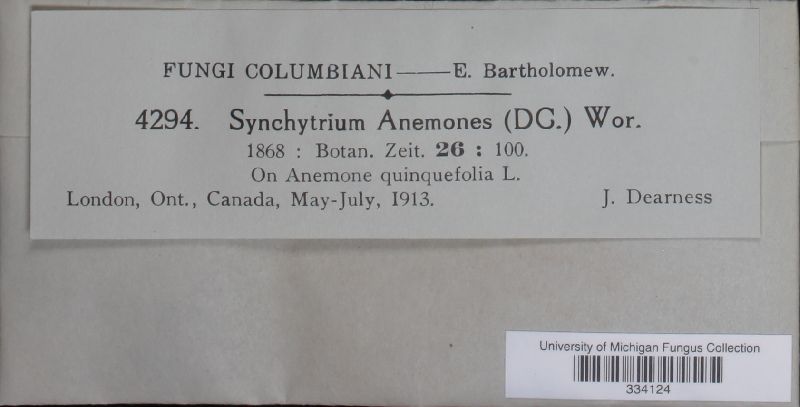 FUNGI COLUMBIANI—E. Bartholomew.
4294. Synchytrium Anemones (DC.) Wor.
1868 : Botan. Zeit. 26 : 100.
On Anemone quinquefolia L.
London, Ont., Canada, May-July, 1913. J. Dearness
University of Michigan Fungus Collection
334124